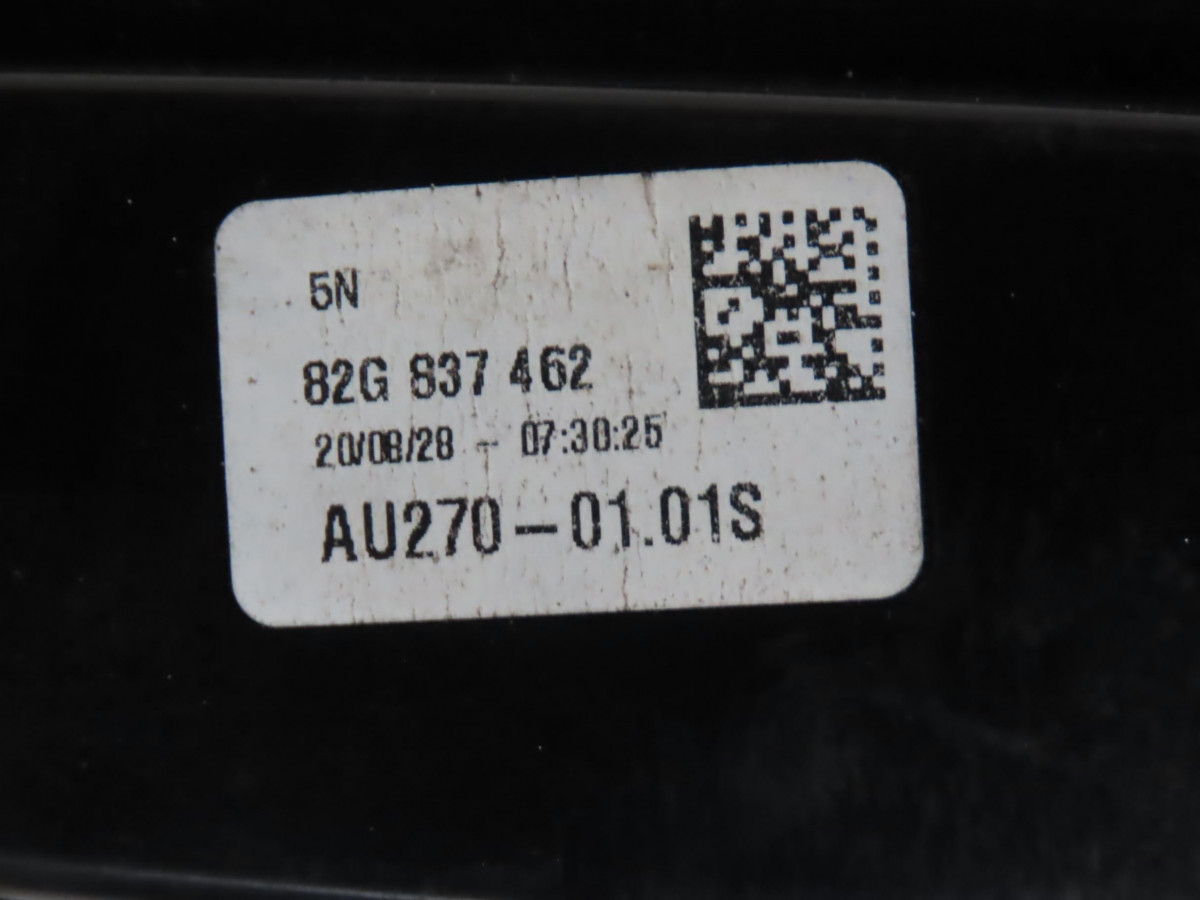 5N
82G 837 462
20/08/28 - 07:30:25
AU270-01.01S